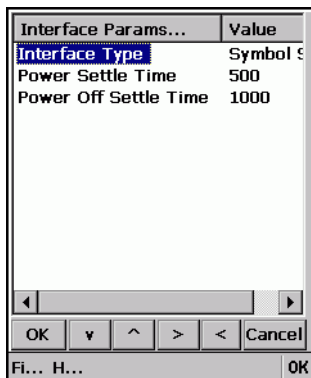 Interface Params... Value
Interface Type Symbol S
Power Settle Time 500
Power Off Settle Time 1000
OK v ^ > < Cancel
Fi... H... OK